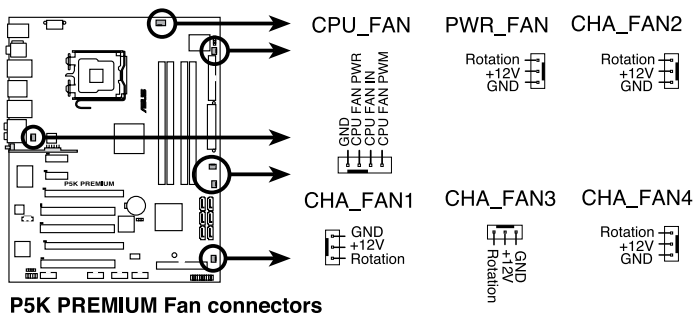 CPU_FAN
GND
CPU FAN PWR
CPU FAN IN
CPU FAN PWM
PWR_FAN
Rotation
+12V
GND
CHA_FAN2
Rotation
+12V
GND
CHA_FAN1
GND
+12V
Rotation
CHA_FAN3
Rotation
+12V
GND
CHA_FAN4
Rotation
+12V
GND
ASUS
P5K PREMIUM
P5K PREMIUM Fan connectors